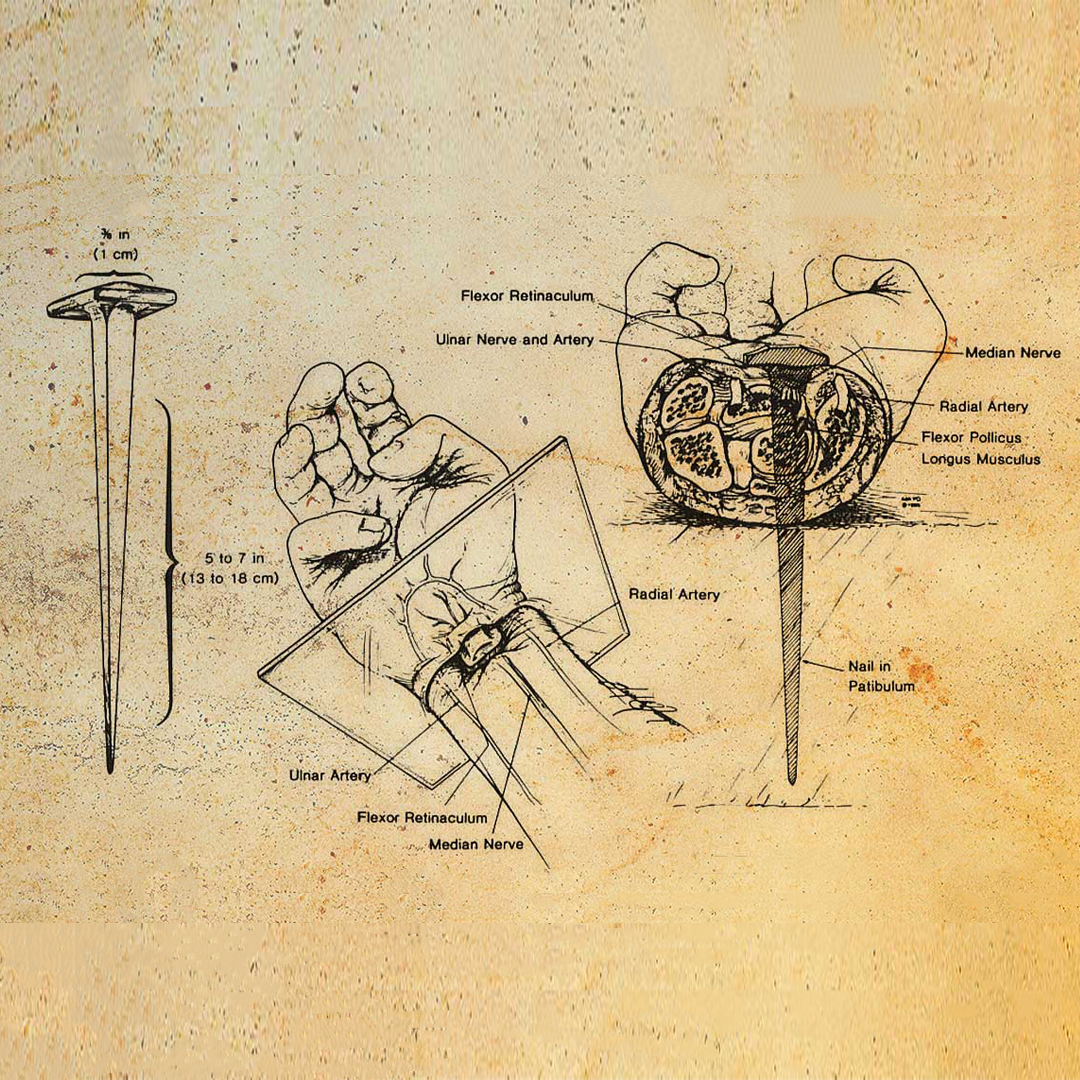 ⅜ in
(1 cm)
5 to 7 in
(13 to 18 cm)
Ulnar Artery
Flexor Retinaculum
Median Nerve
Radial Artery
Flexor Retinaculum
Ulnar Nerve and Artery
Median Nerve
Radial Artery
Flexor Pollicus
Longus Musculus
Nail in
Patibulum